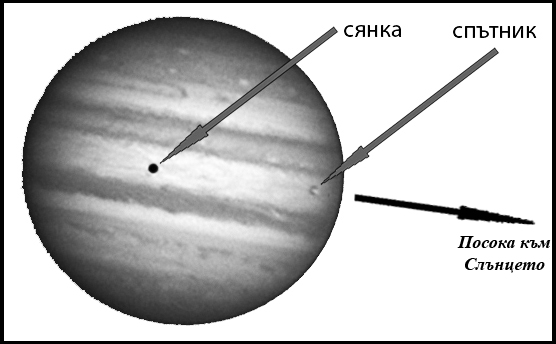 сянка
спътник
Посока към
Слънцето